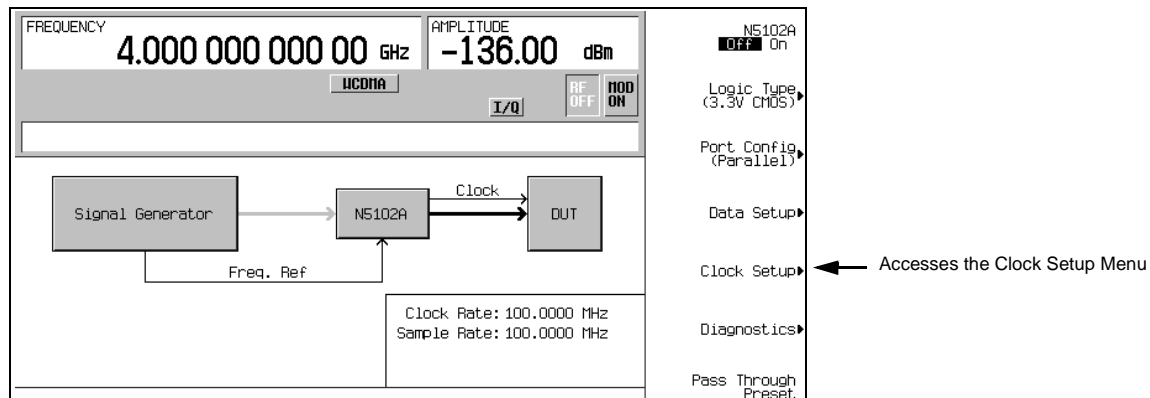 FREQUENCY
4.000 000 000 00 GHz
AMPLITUDE
-136.00 dBm
WCDMA
I/Q
RF OFF
MOD ON
Signal Generator
N5102A
Clock
DUT
Freq. Ref
Clock Rate: 100.0000 MHz
Sample Rate: 100.0000 MHz
N5102A
Off On
Logic Type
(3.3V CMOS)
Port Config
(Parallel)
Data Setup
Clock Setup
Accesses the Clock Setup Menu
Diagnostics
Pass Through
Preset